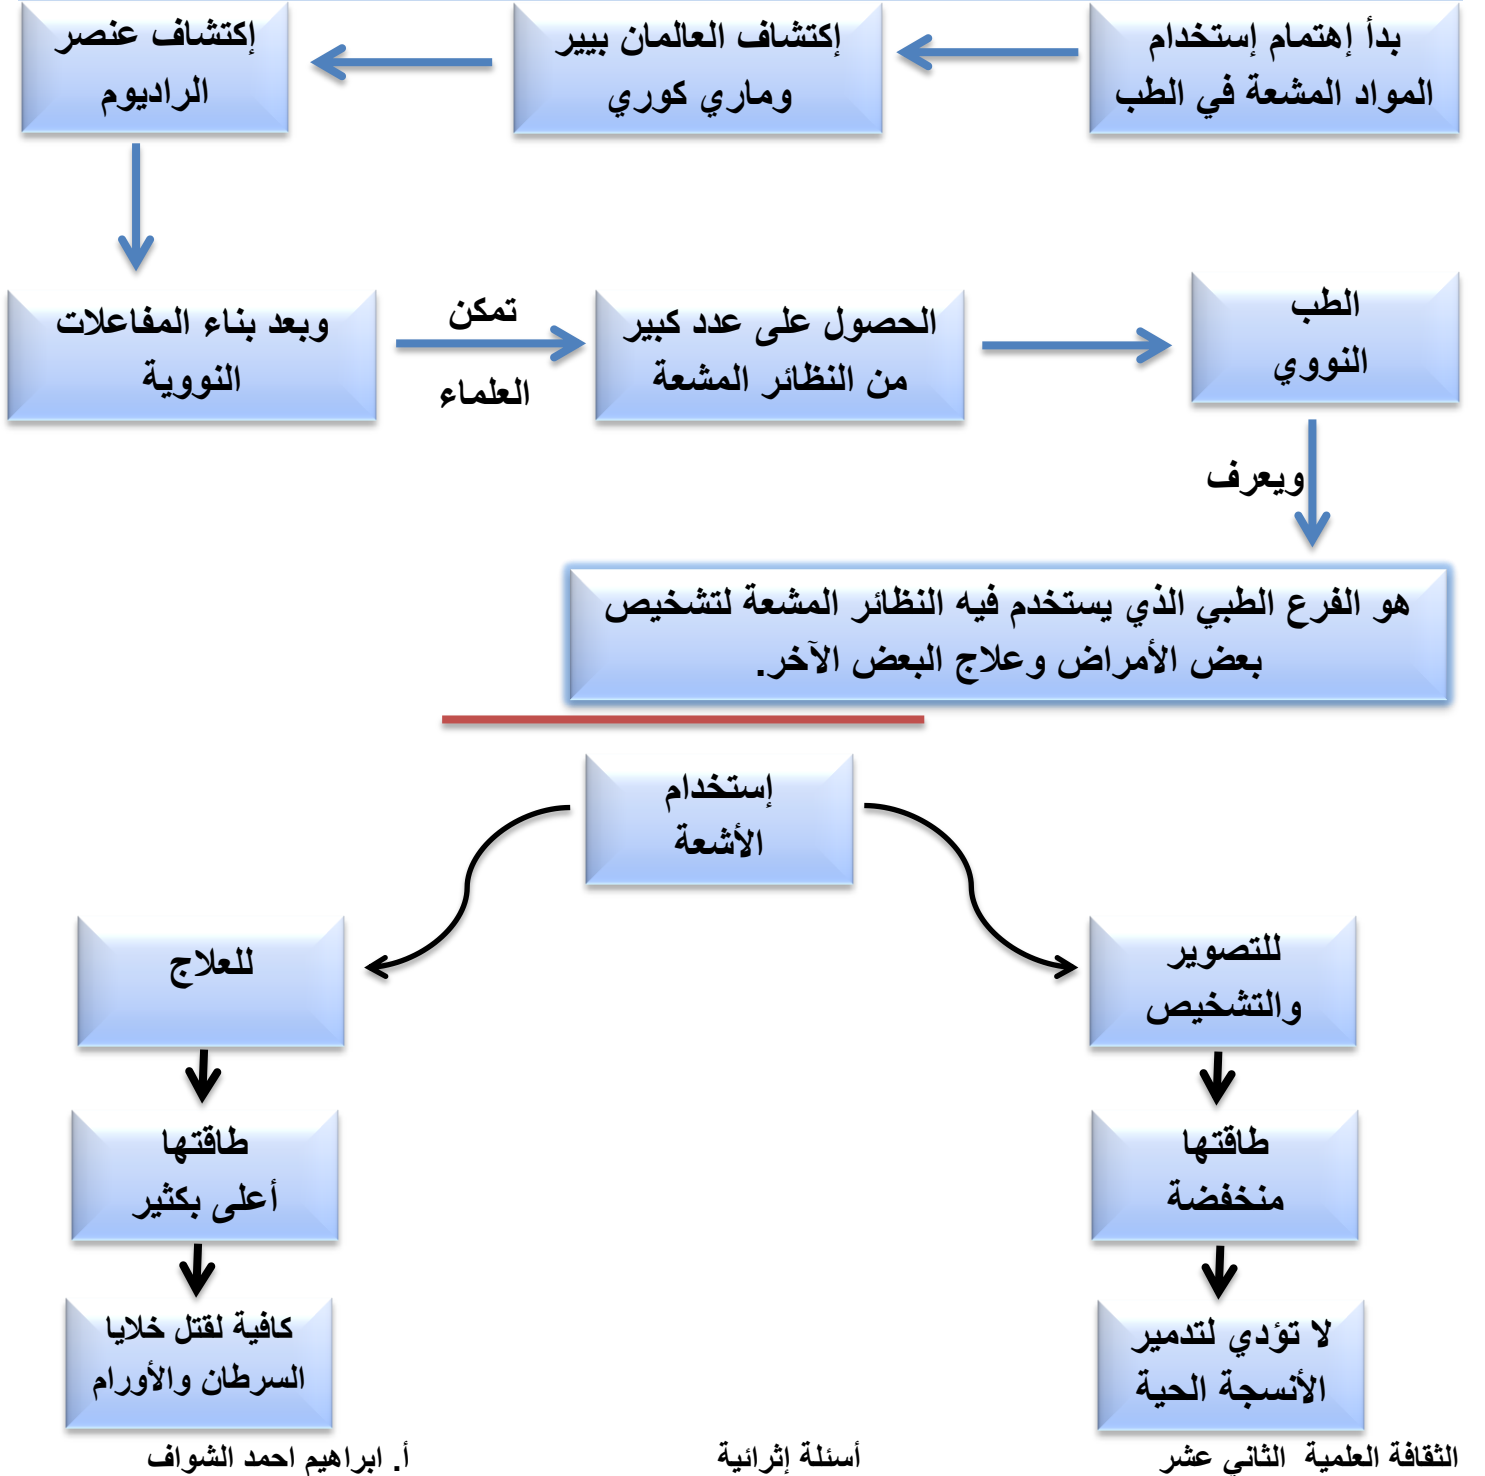 بدأ إهتمام إستخدام
المواد المشعة في الطب
إكتشاف العالمان بيير
وماري كوري
إكتشاف عنصر
الراديوم
وبعد بناء المفاعلات
النووية
تمكن
العلماء
الحصول على عدد كبير
من النظائر المشعة
الطب
النووي
ويعرف
هو الفرع الطبي الذي يستخدم فيه النظائر المشعة لتشخيص
بعض الأمراض وعلاج البعض الآخر.
إستخدام
الأشعة
للتصوير
والتشخيص
طاقتها
منخفضة
لا تؤدي لتدمير
الأنسجة الحية
للعلاج
طاقتها
أعلى بكثير
كافية لقتل خلايا
السرطان والأورام
الثقافة العلمية الثاني عشر
أسئلة إثرائية
أ. ابراهيم احمد الشواف